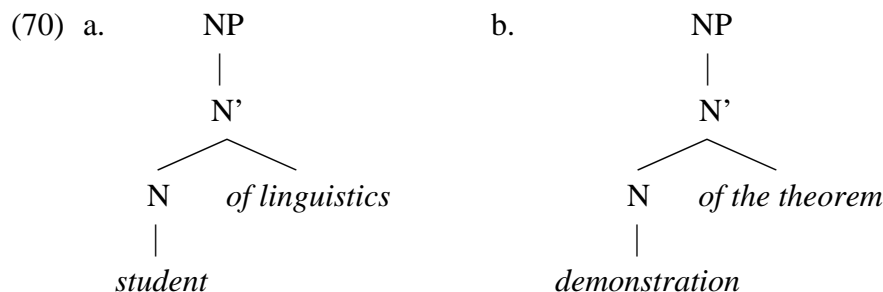 (70) a. NP b. NP
N’ N’
N of linguistics N of the theorem
student demonstration